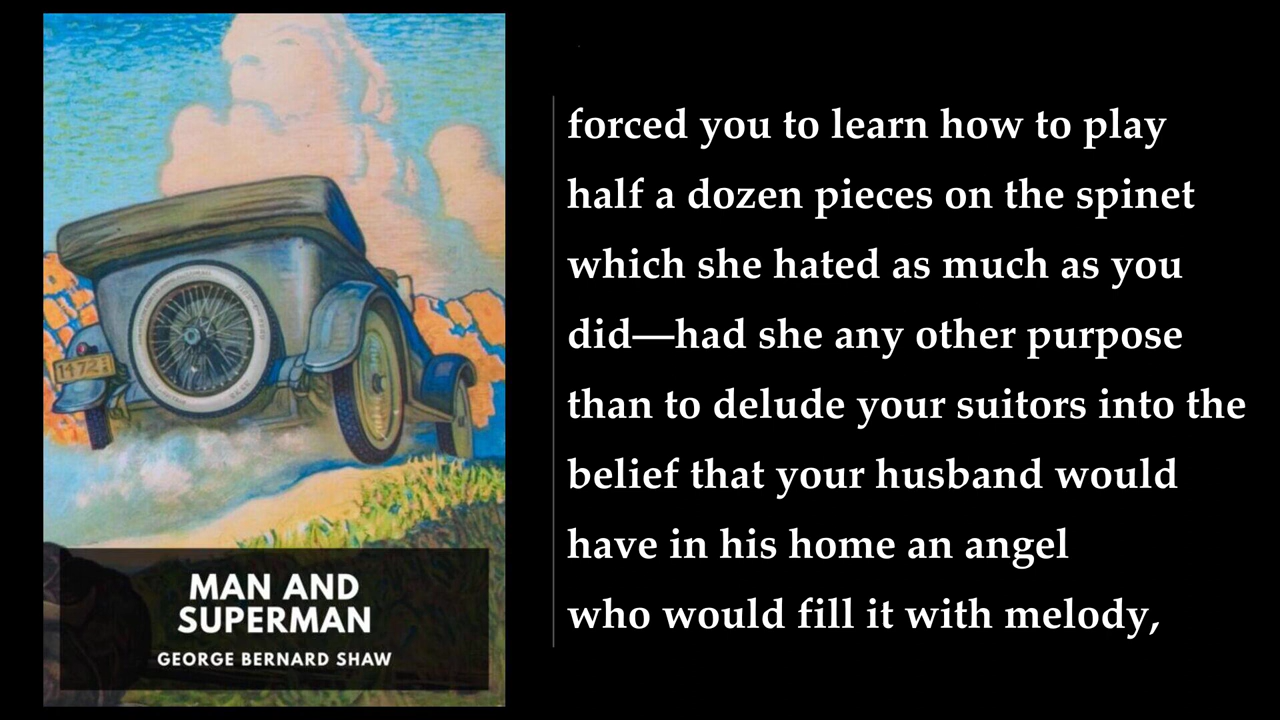 forced you to learn how to play
half a dozen pieces on the spinet
which she hated as much as you
did—had she any other purpose
than to delude your suitors into the
belief that your husband would
have in his home an angel
who would fill it with melody,
1472
MAN AND
SUPERMAN
GEORGE BERNARD SHAW